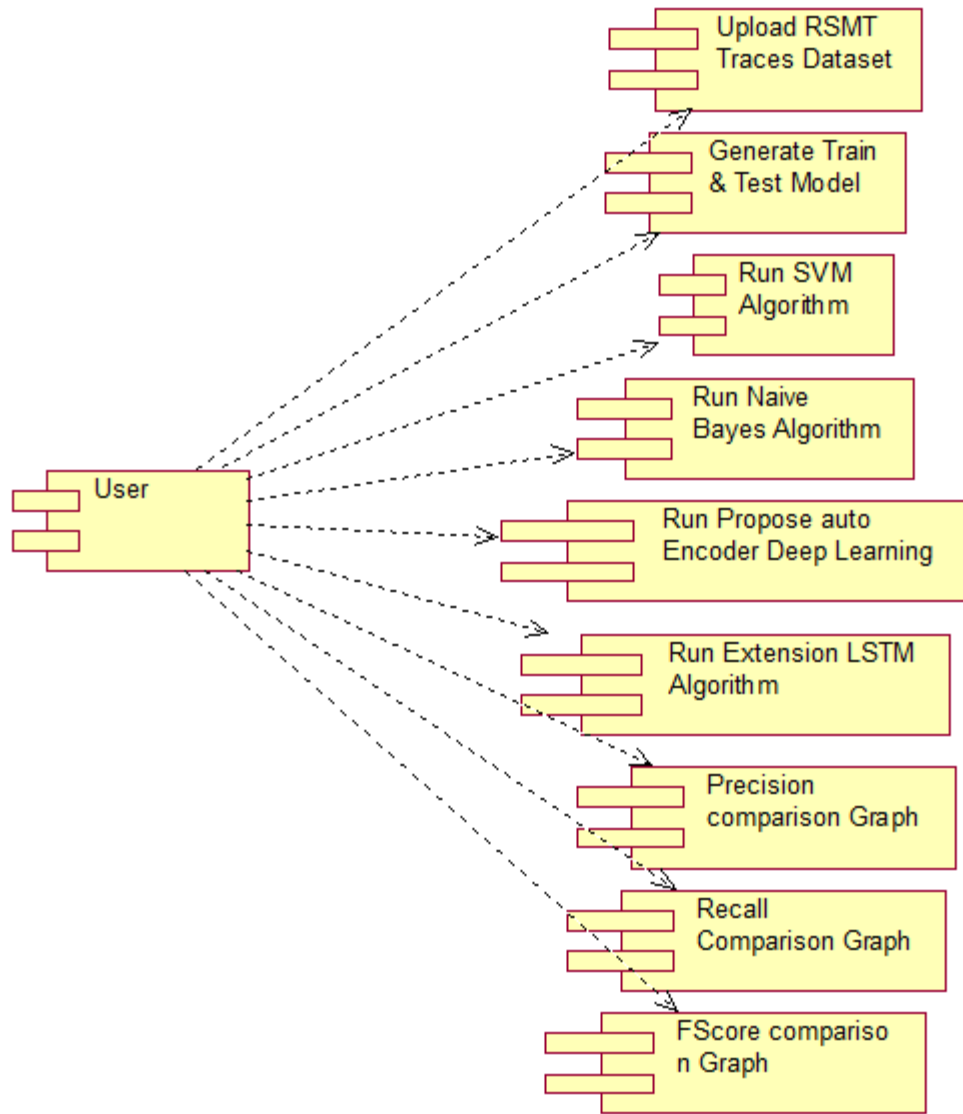 Upload RSMT
Traces Dataset
Generate Train
& Test Model
Run SVM
Algorithm
Run Naive
Bayes Algorithm
User
Run Propose auto
Encoder Deep Learning
Run Extension LSTM
Algorithm
Precision
comparison Graph
Recall
Comparison Graph
FScore compariso
n Graph